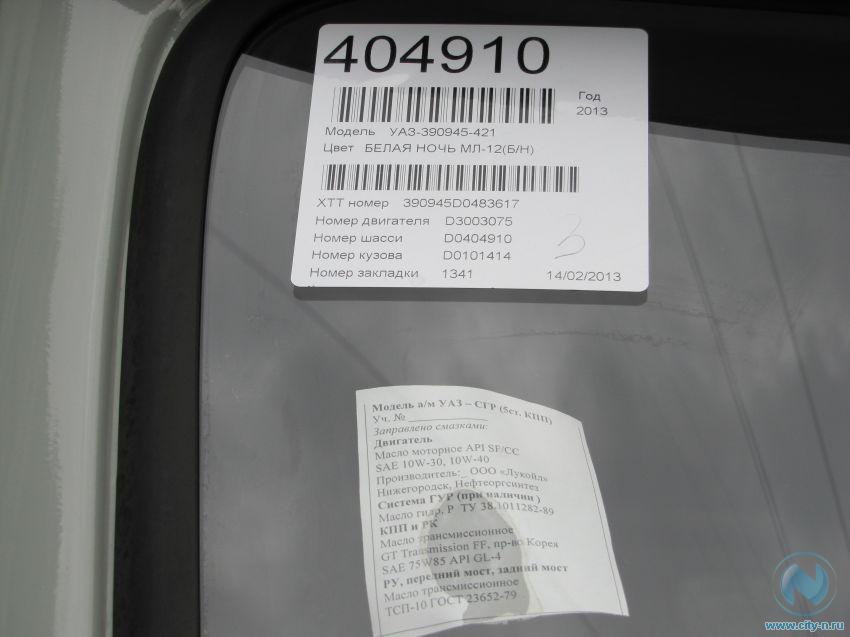 404910
Год
2013
Модель УАЗ-390945-421
Цвет БЕЛАЯ НОЧЬ МЛ-12(Б/Н)
ХТТ номер 390945D0483617
Номер двигателя D3003075
Номер шасси D0404910
Номер кузова D0101414
Номер закладки 1341 14/02/2013
3
Модель а/м УАЗ – СГР (5ст. КПП)
Уч. № ____________
Заправлено смазками:
Двигатель
Масло моторное API SF/CC
SAE 10W-30, 10W-40
Производитель:_ ООО «Лукойл»
Нижегородск, Нефтеоргсинтез
Система ГУР (при наличии )
Масло гидр, Р ТУ 38.1011282-89
КПП и РК
Масло трансмиссионное
GT Transmission FF, пр-во Корея
SAE 75W85 API GL-4
РУ, передний мост, задний мост
Масло трансмиссионное
ТСП-10 ГОСТ 23652-79
www.city-n.ru